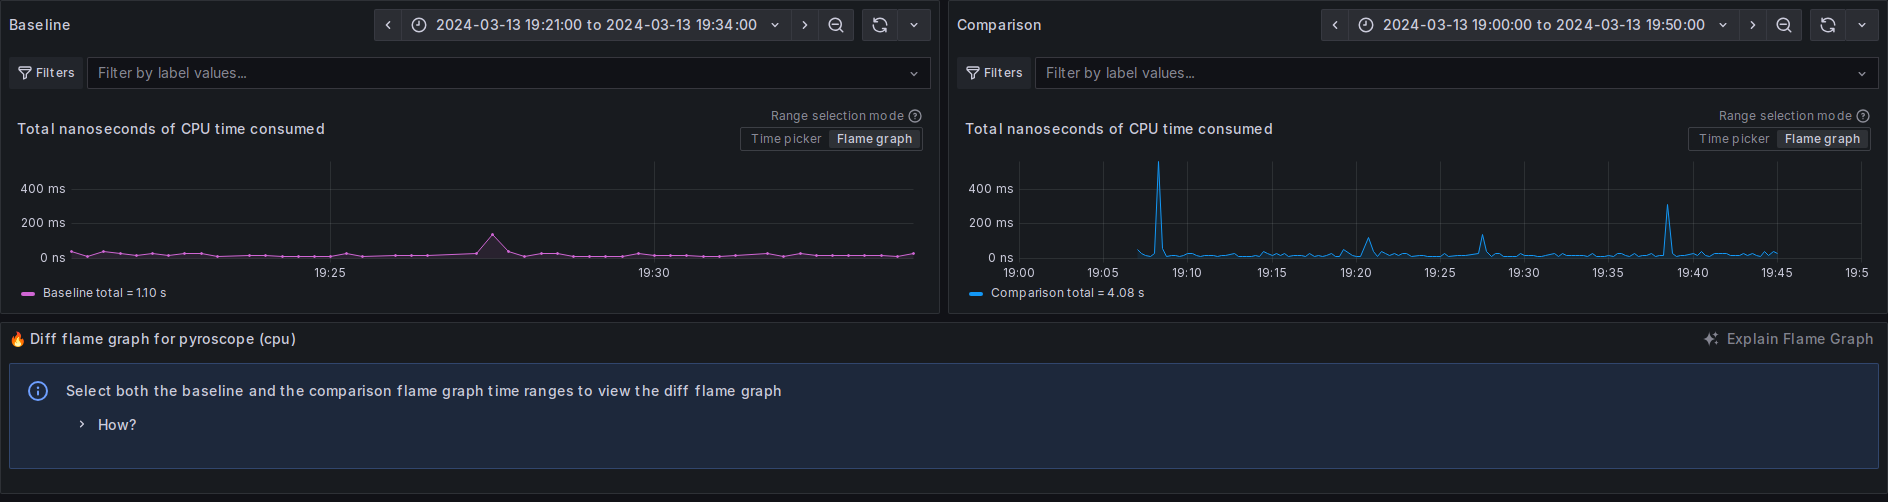 Baseline
2024-03-13 19:21:00 to 2024-03-13 19:34:00
Filters
Filter by label values...
Total nanoseconds of CPU time consumed
Range selection mode
Time picker Flame graph
400 ms
200 ms
0 ns
19:25 19:30
Baseline total = 1.10 s
Comparison
2024-03-13 19:00:00 to 2024-03-13 19:50:00
Filters
Filter by label values...
Total nanoseconds of CPU time consumed
Range selection mode
Time picker Flame graph
400 ms
200 ms
0 ns
19:00 19:05 19:10 19:15 19:20 19:25 19:30 19:35 19:40 19:45 19:5
Comparison total = 4.08 s
Diff flame graph for pyroscope (cpu)
Explain Flame Graph
Select both the baseline and the comparison flame graph time ranges to view the diff flame graph
How?